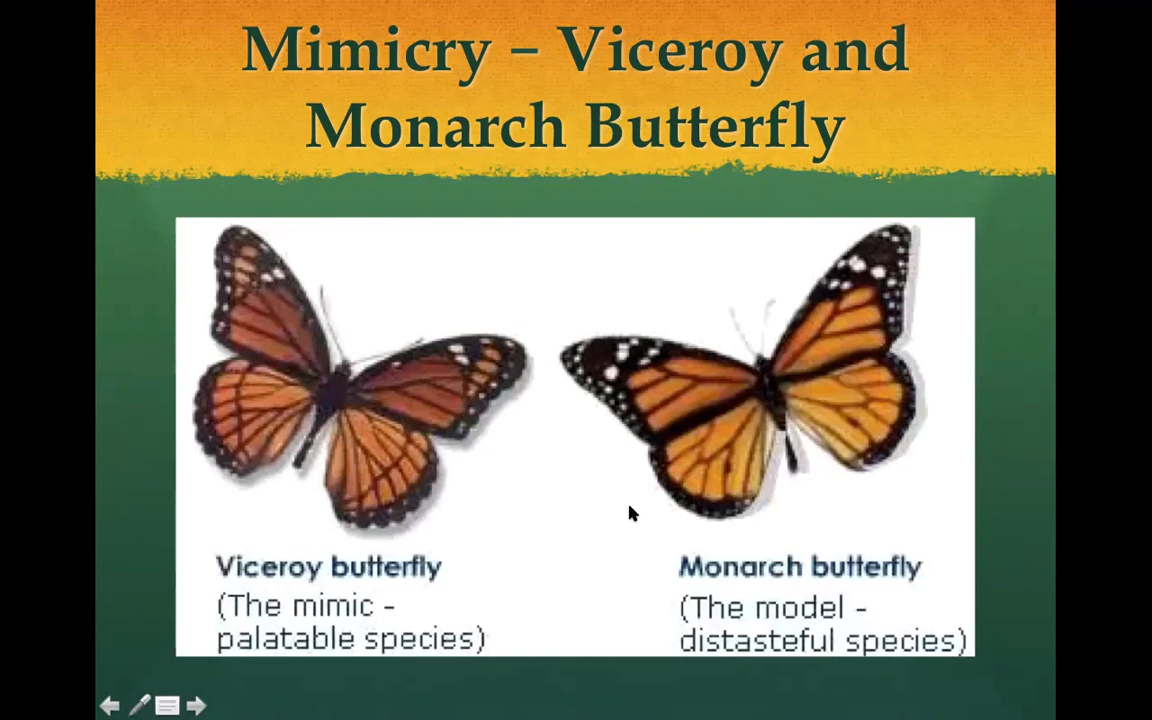 Mimicry – Viceroy and
Monarch Butterfly
Viceroy butterfly
(The mimic -
palatable species)
Monarch butterfly
(The model -
distasteful species)